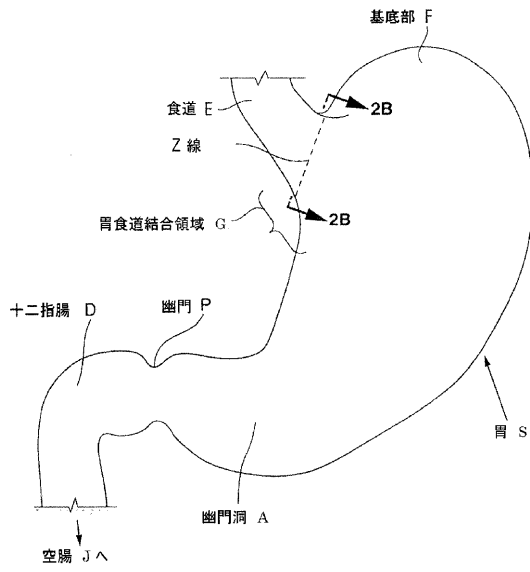 基底部 F
2B
食道 E
Z 線
2B
胃食道結合領域 G
幽門 P
十二指腸 D
胃 S
幽門洞 A
空腸 Jへ